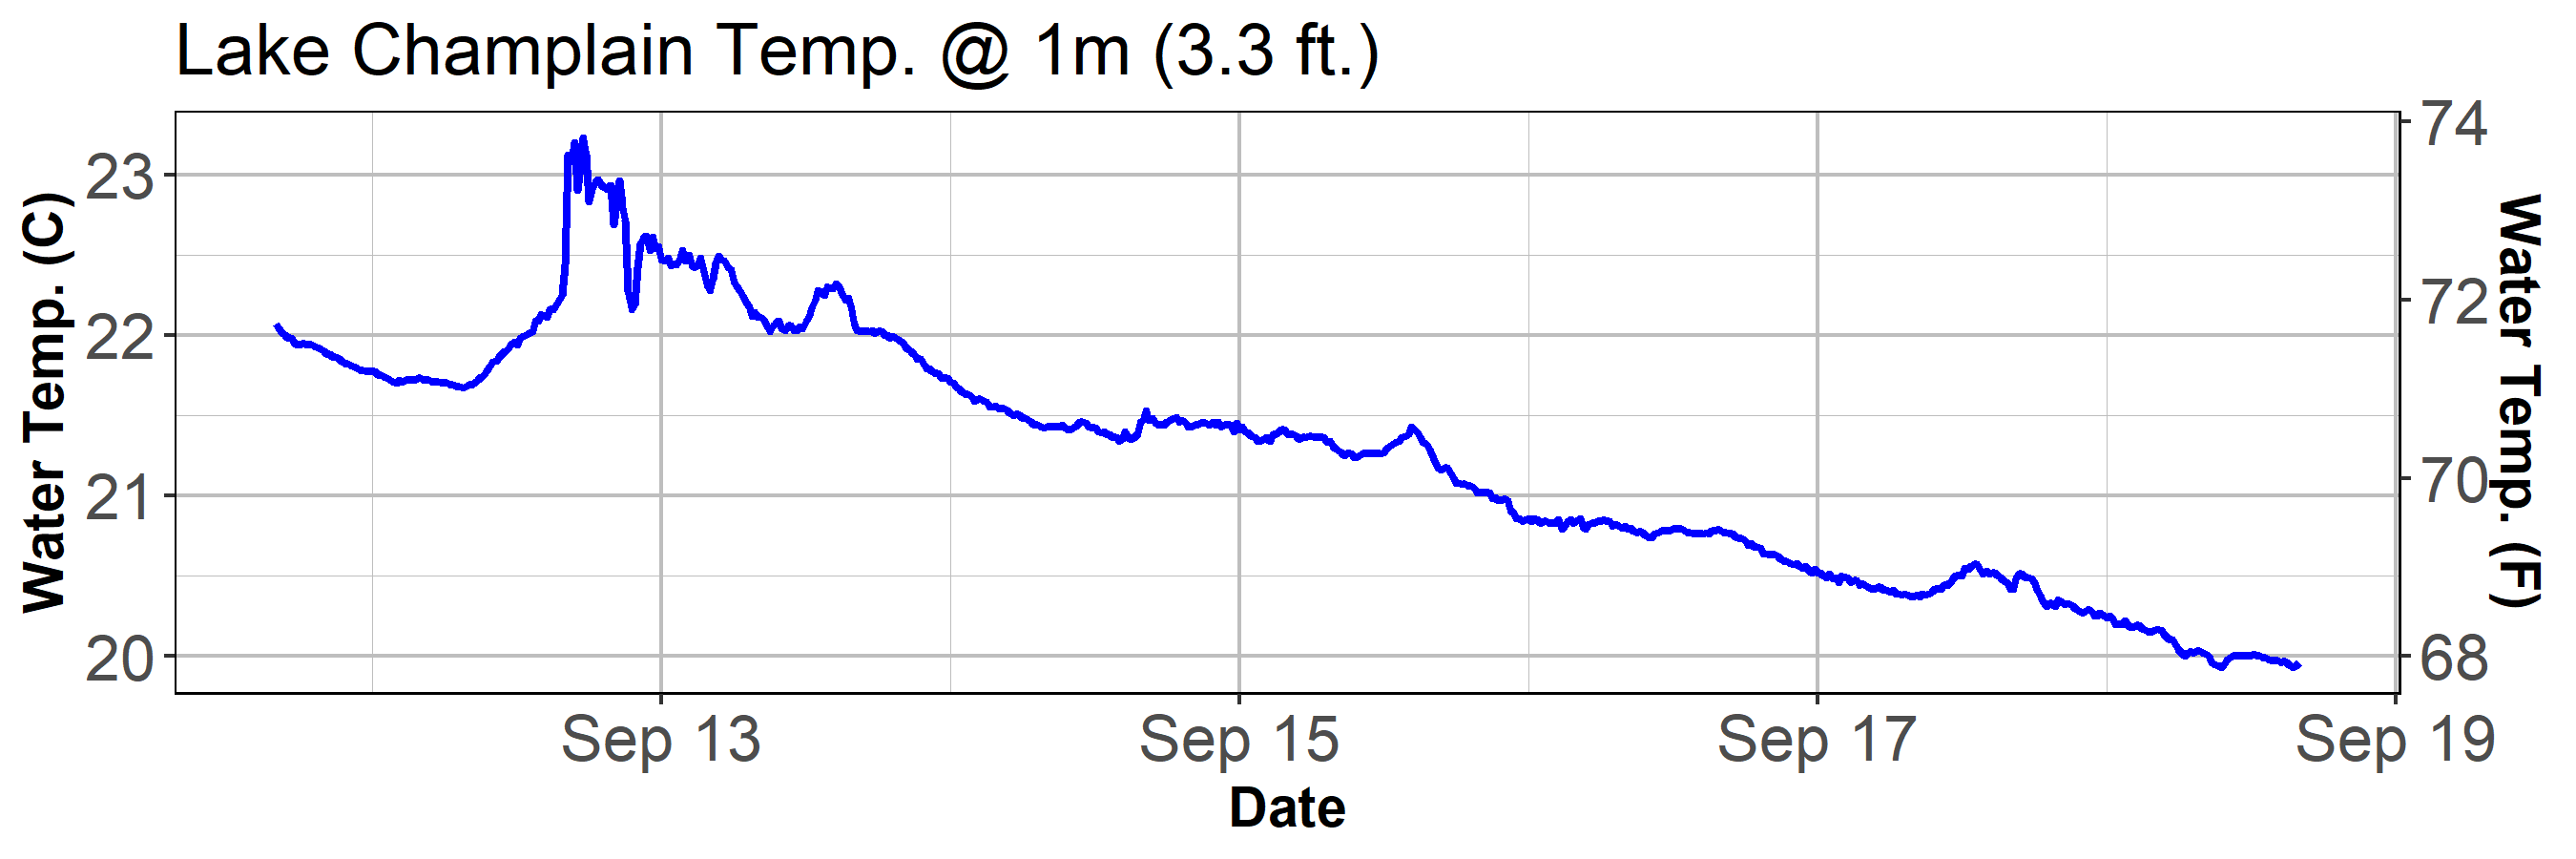 Lake Champlain Temp. @ 1m (3.3 ft.)
Water Temp. (C)
23
22
21
20
74
72
70
68
Water Temp. (F)
Sep 13 Sep 15 Sep 17 Sep 19
Date